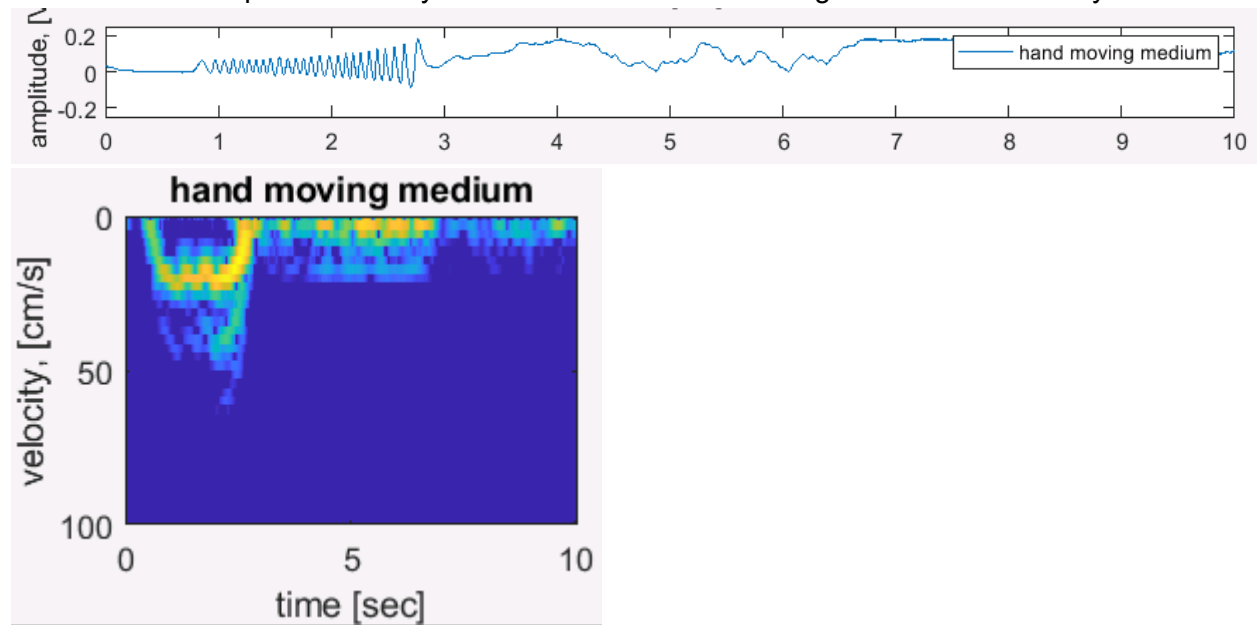 amplitude, [V
0.2
0
-0.2
hand moving medium
0 1 2 3 4 5 6 7 8 9 10
hand moving medium
velocity, [cm/s]
0
50
100
0 5 10
time [sec]